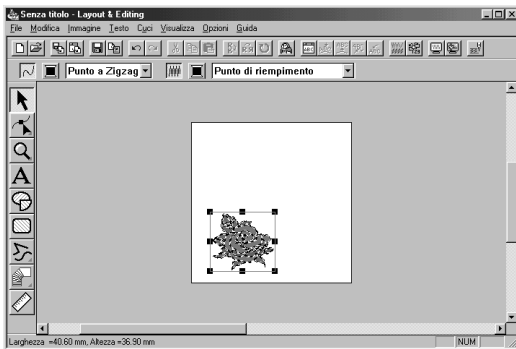 Senza titolo - Layout & Editing
File Modifica Immagine Testo Cuci Visualizza Opzioni Guida
Punto a Zigzag Punto di riempimento
A
Larghezza =40.60 mm, Altezza =36.90 mm NUM